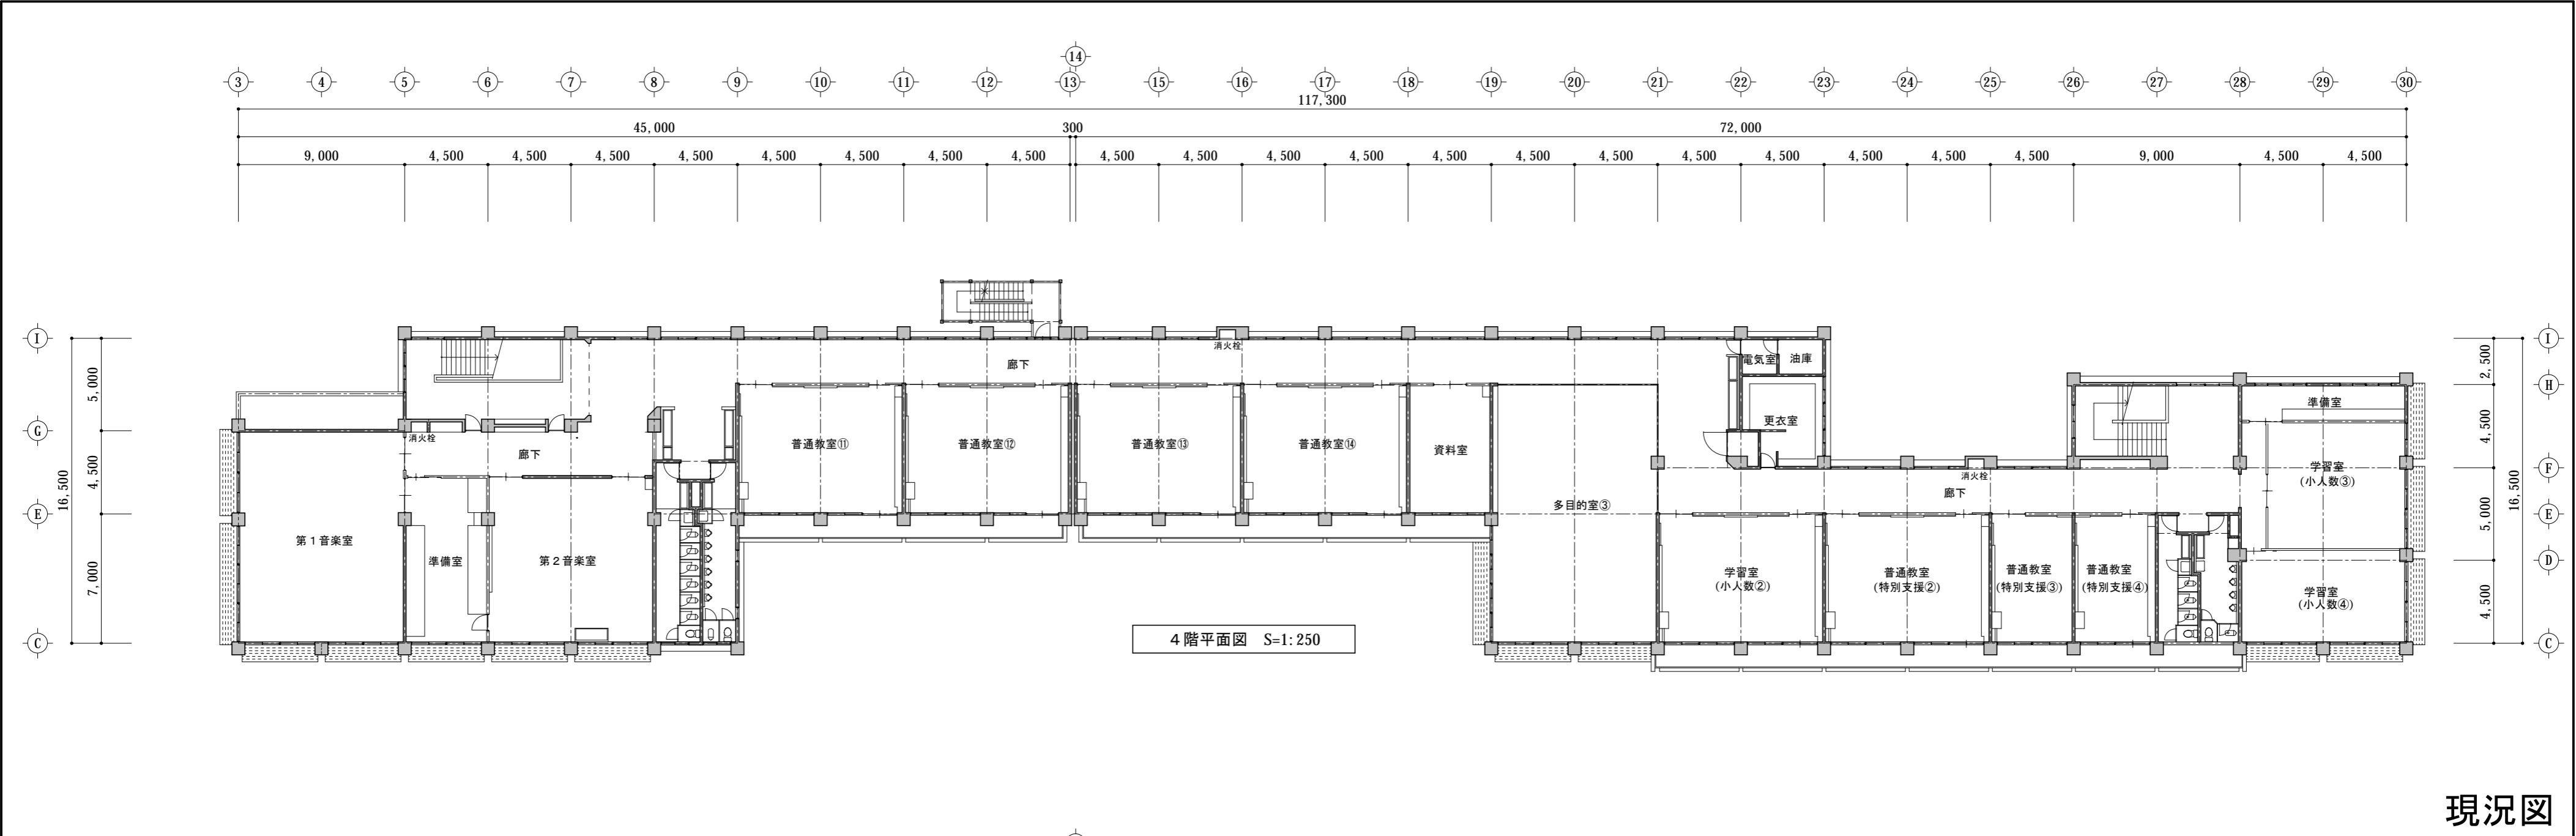 14
3 4 5 6 7 8 9 10 11 12 13 15 16 17 18 19 20 21 22 23 24 25 26 27 28 29 30
117,300
45,000 300 72,000
9,000 4,500 4,500 4,500 4,500 4,500 4,500 4,500 4,500 4,500 4,500 4,500 4,500 4,500 4,500 4,500 4,500 4,500 4,500 4,500 4,500 9,000 4,500 4,500
I
G
E
C
5,000
4,500
7,000
16,500
I
H
F
E
D
C
2,500
4,500
5,000
4,500
16,500
消火栓
廊下
電気室
油庫
更衣室
準備室
消火栓
廊下
普通教室⑪
普通教室⑫
普通教室⑬
普通教室⑭
資料室
多目的室③
消火栓
廊下
学習室
(小人数③)
第1音楽室
準備室
第2音楽室
学習室
(小人数②)
普通教室
(特別支援②)
普通教室
(特別支援③)
普通教室
(特別支援④)
学習室
(小人数④)
4階平面図 S=1:250
現況図